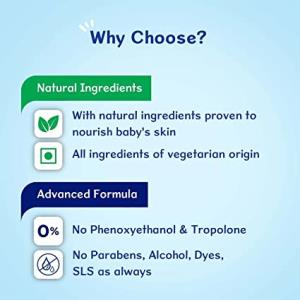 Why Choose?
Natural Ingredients
With natural ingredients proven to
nourish baby's skin
All ingredients of vegetarian origin
Advanced Formula
0%
No Phenoxyethanol & Tropolone
No Parabens, Alcohol, Dyes,
SLS as always